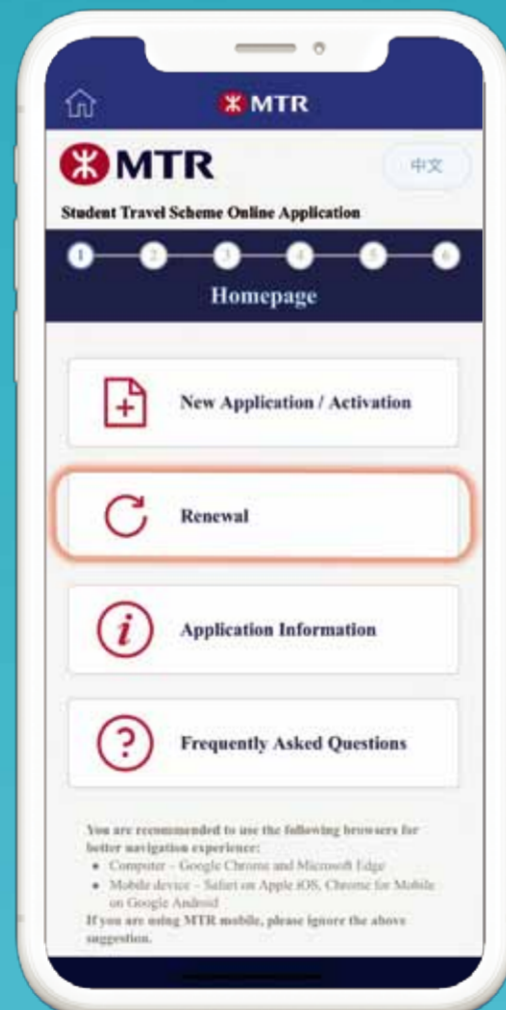 MTR
MTR
中文
Student Travel Scheme Online Application
1 2 3 4 5 6
Homepage
New Application / Activation
Renewal
i Application Information
? Frequently Asked Questions
You are recommended to use the following browsers for
better navigation experience:
• Computer – Google Chrome and Microsoft Edge
• Mobile device – Safari on Apple iOS, Chrome for Mobile
on Google Android
If you are using MTR mobile, please ignore the above
suggestion.